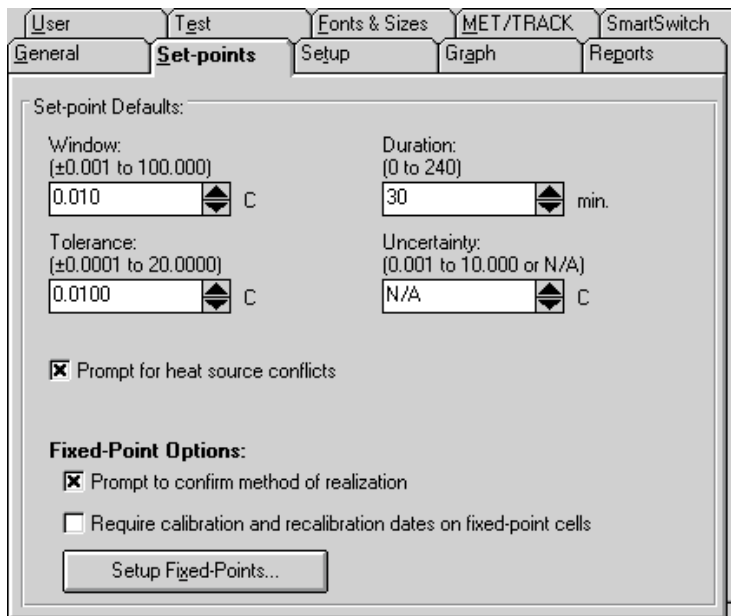 User Test Fonts & Sizes MET/TRACK SmartSwitch
General Set-points Setup Graph Reports
Set-point Defaults:
Window: Duration:
(±0.001 to 100.000) (0 to 240)
0.010 C 30 min.
Tolerance: Uncertainty:
(±0.0001 to 20.0000) (0.001 to 10.000 or N/A)
0.0100 C N/A C
Prompt for heat source conflicts
Fixed-Point Options:
Prompt to confirm method of realization
Require calibration and recalibration dates on fixed-point cells
Setup Fixed-Points...